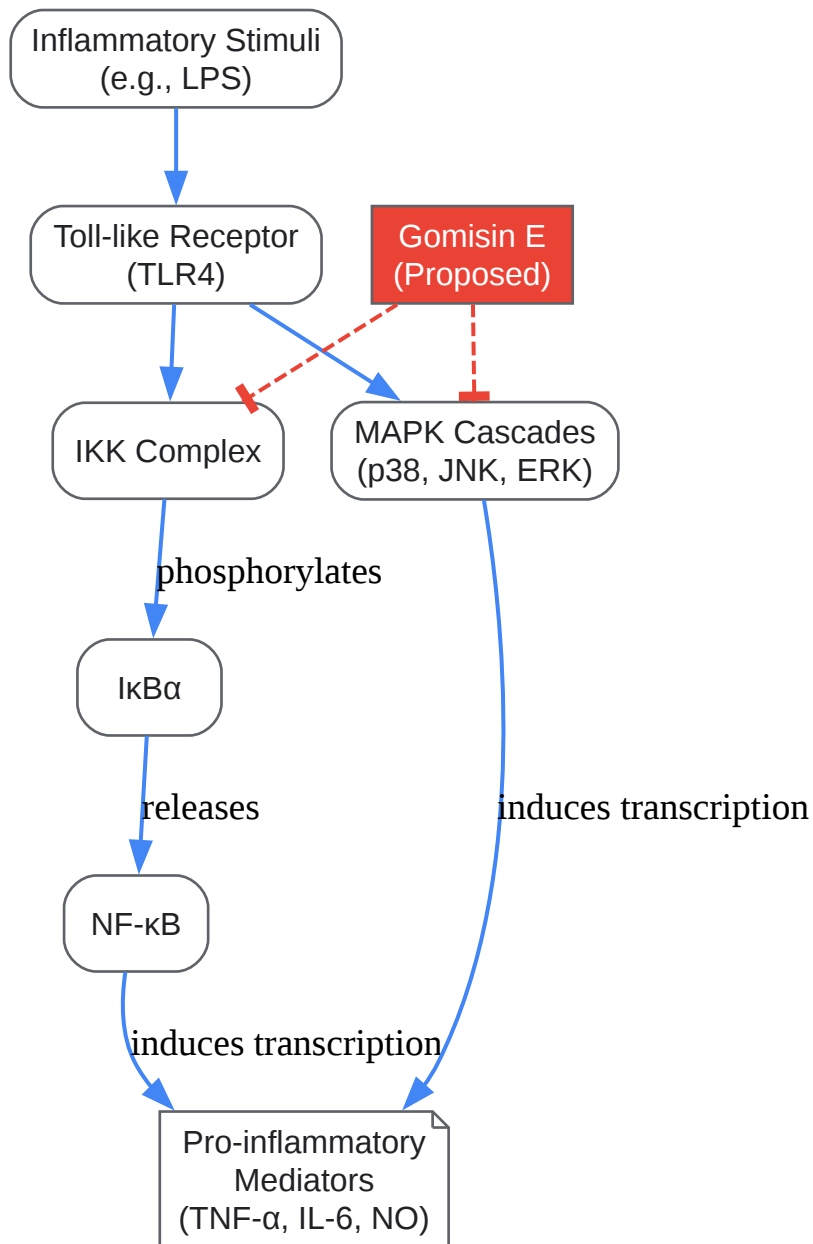 Inflammatory Stimuli
(e.g., LPS)
Toll-like Receptor
(TLR4)
Gomisin E
(Proposed)
IKK Complex
MAPK Cascades
(p38, JNK, ERK)
phosphorylates
IκBα
releases
induces transcription
NF-κB
induces transcription
Pro-inflammatory
Mediators
(TNF-α, IL-6, NO)